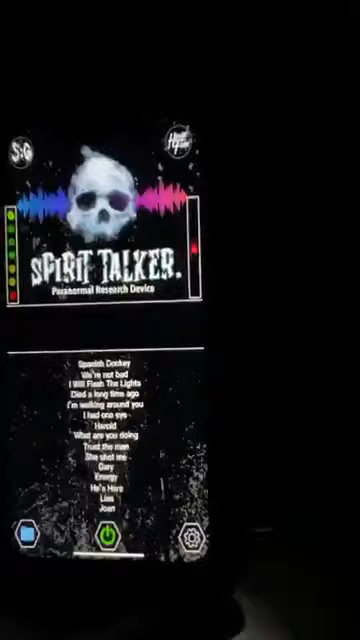 S:G
SPIRIT TALKER.
Paranormal Research Device
Spanish Donkey
We're not bad
I Will Flash The Lights
Died a long time ago
I'm walking around you
I had one eye
Harold
What are you doing
Trust the man
She shot me
Gary
Energy
He's Here
Lisa
Joan